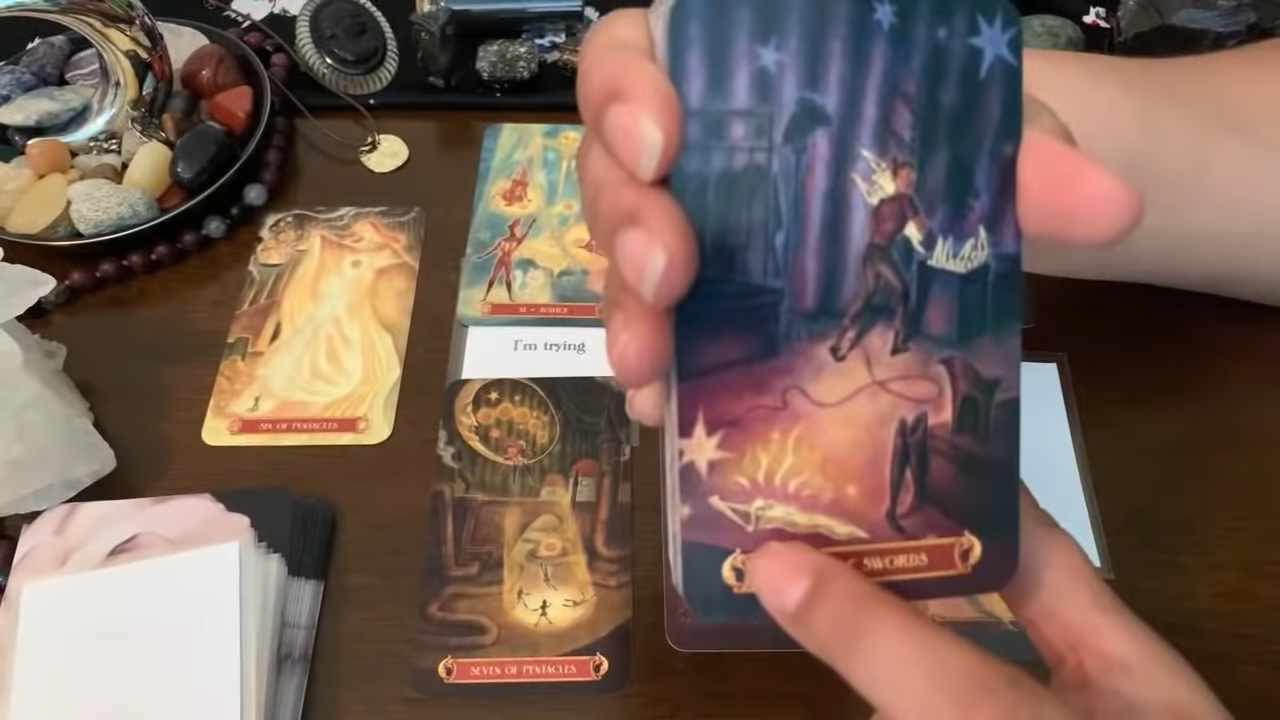 XI • JUSTICE
I'm trying
SIX OF PENTACLES
SWORDS
SEVEN OF PENTACLES